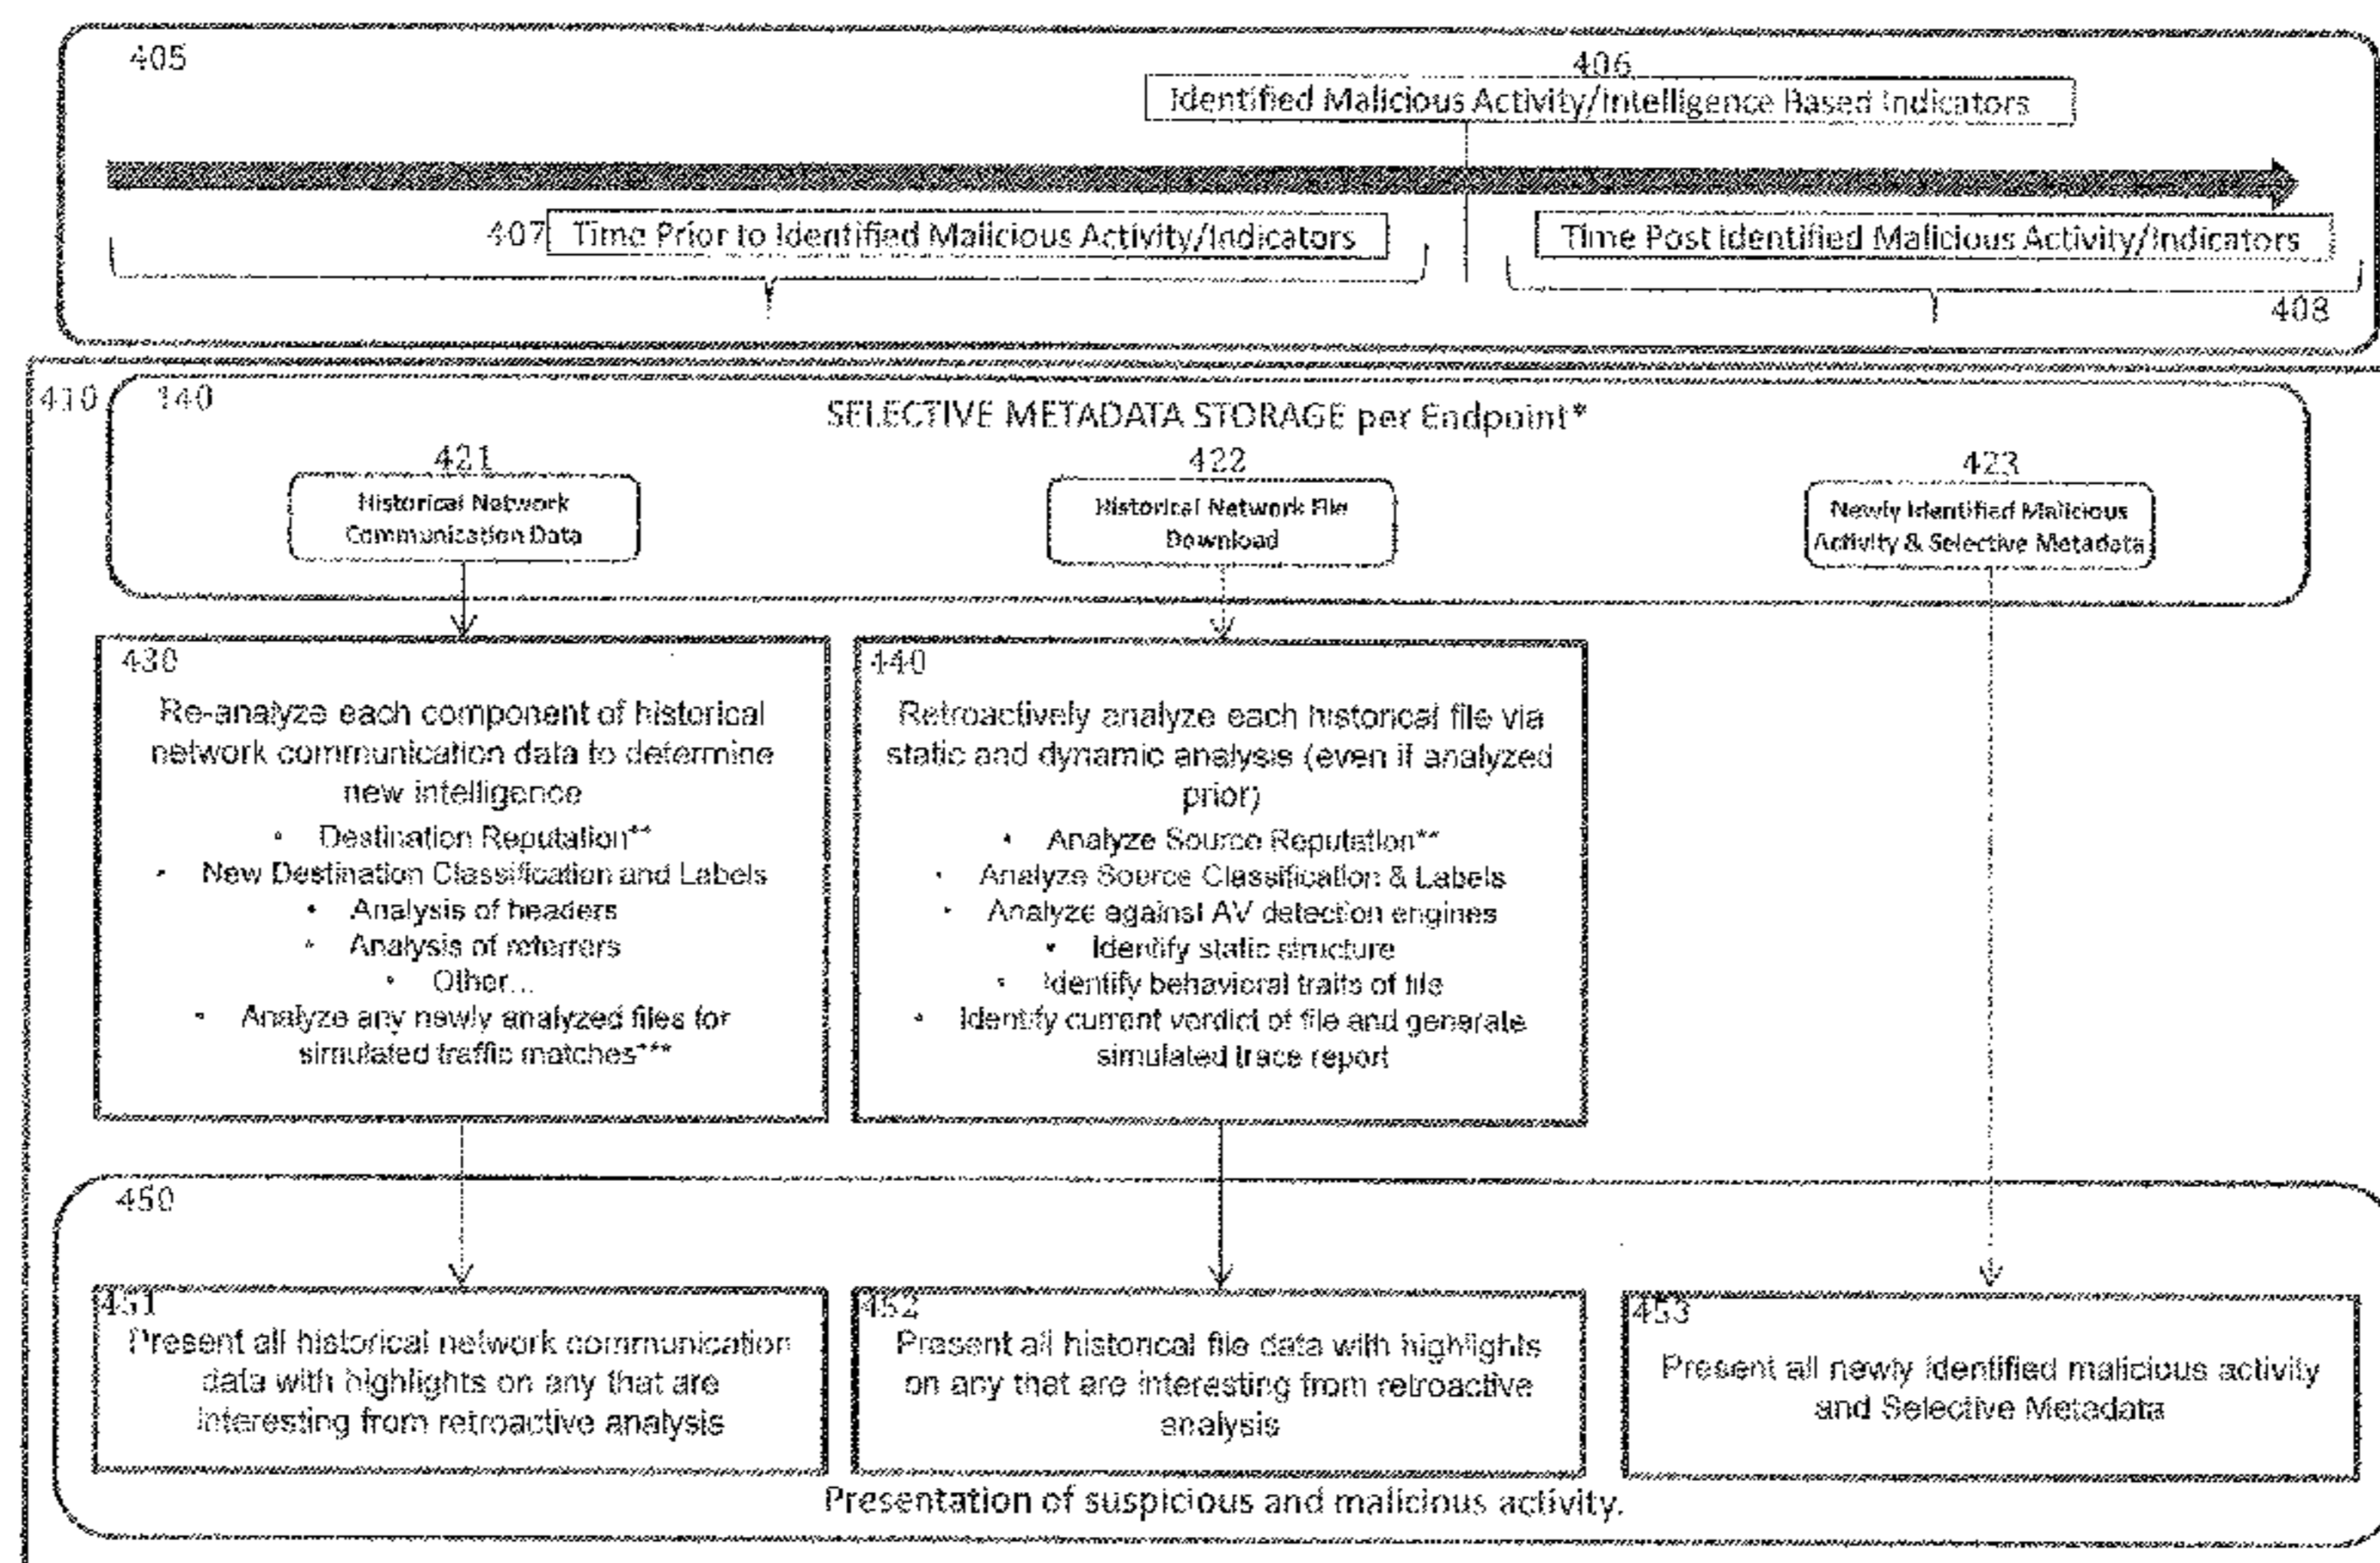 405
406
Identified Malicious Activity/Intelligence Based Indicators
407 Time Prior to Identified Malicious Activity/Indicators
Time Post Identified Malicious Activity/Indicators
408
410
140
SELECTIVE METADATA STORAGE per Endpoint*
421
Historical Network
Communication Data
422
Historical Network File
Download
423
Newly Identified Malicious
Activity & Selective Metadata
430
Re-analyze each component of historical
network communication data to determine
new intelligence
• Destination Reputation**
• New Destination Classification and Labels
• Analysis of headers
• Analysis of referrers
• Other...
• Analyze any newly analyzed files for
simulated traffic matches***
440
Retroactively analyze each historical file via
static and dynamic analysis (even if analyzed
prior)
• Analyze Source Reputation**
• Analyze Source Classification & Labels
• Analyze against AV detection engines
• Identify static structure
• Identify behavioral traits of file
• Identify current verdict of file and generate
simulated trace report
450
451
Present all historical network communication
data with highlights on any that are
interesting from retroactive analysis
452
Present all historical file data with highlights
on any that are interesting from retroactive
analysis
453
Present all newly identified malicious activity
and Selective Metadata
Presentation of suspicious and malicious activity.